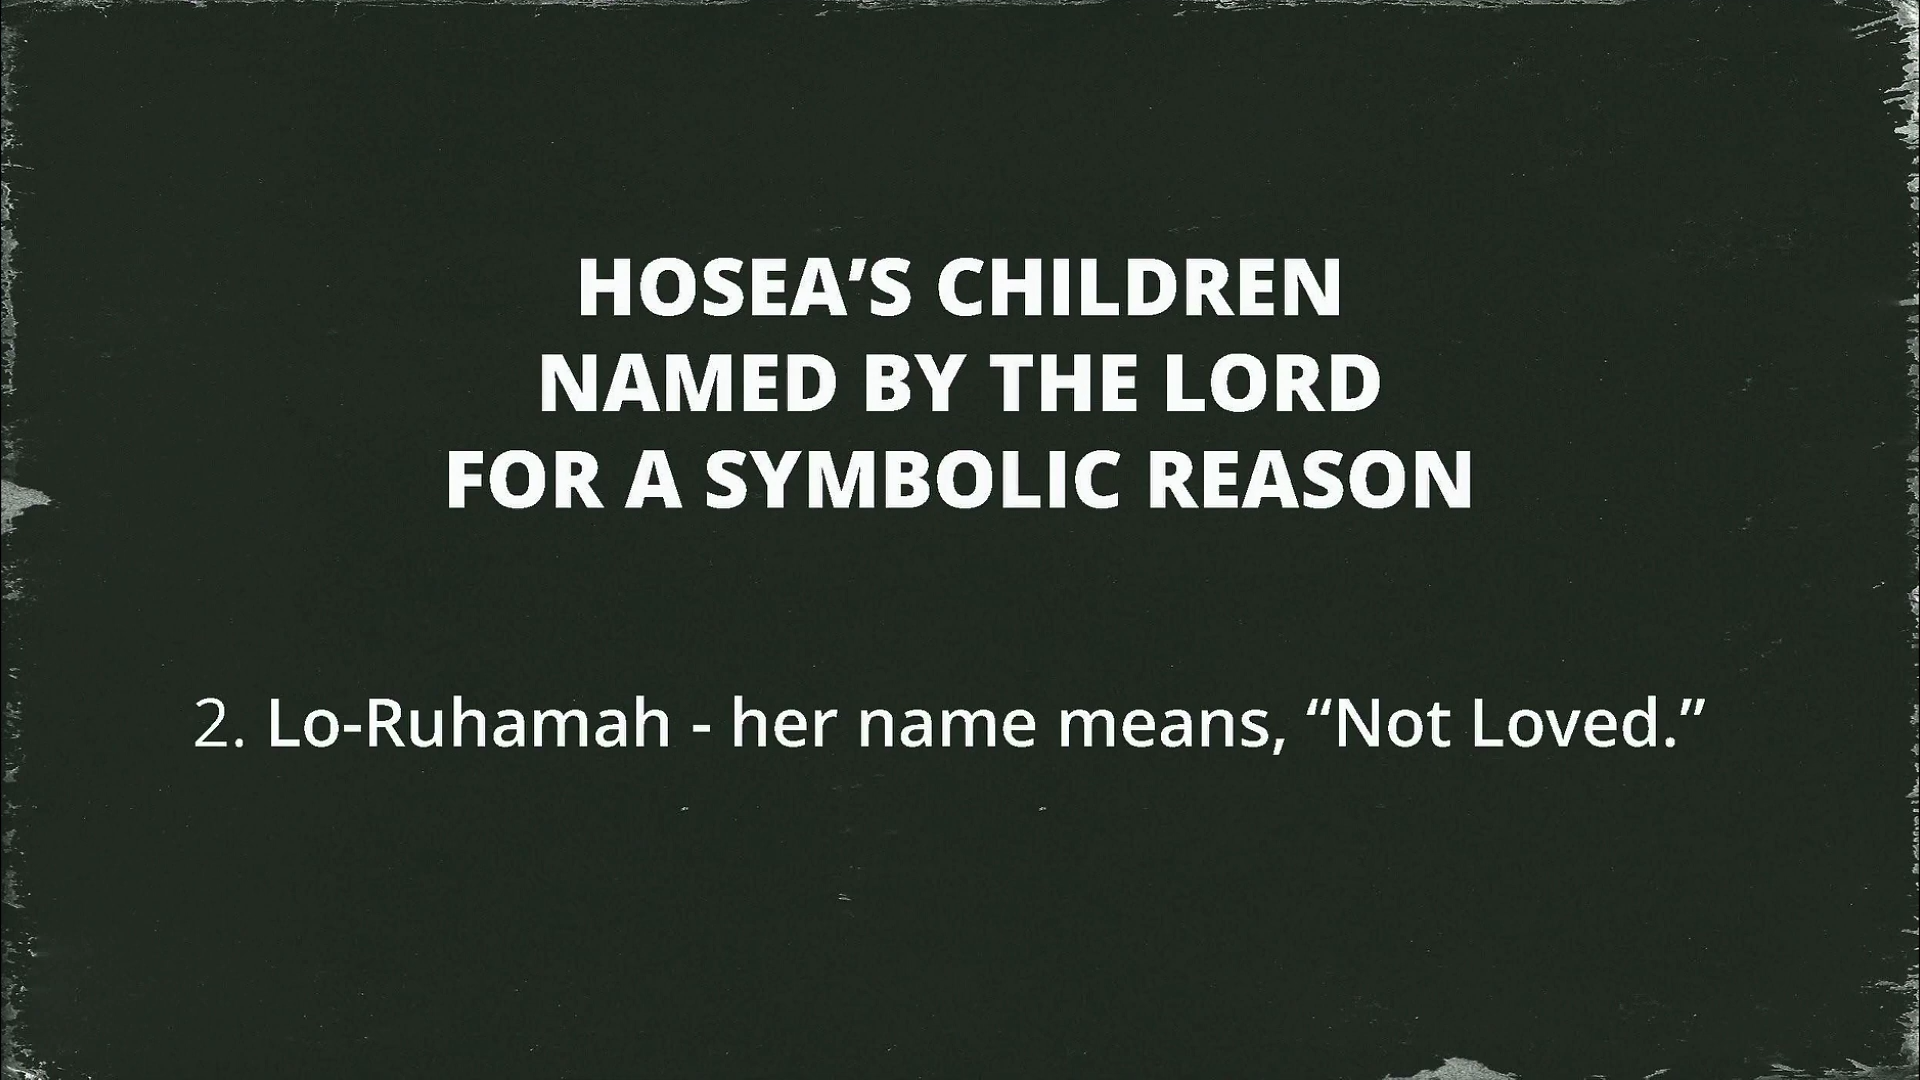 HOSEA’S CHILDREN
NAMED BY THE LORD
FOR A SYMBOLIC REASON
2. Lo-Ruhamah - her name means, “Not Loved.”